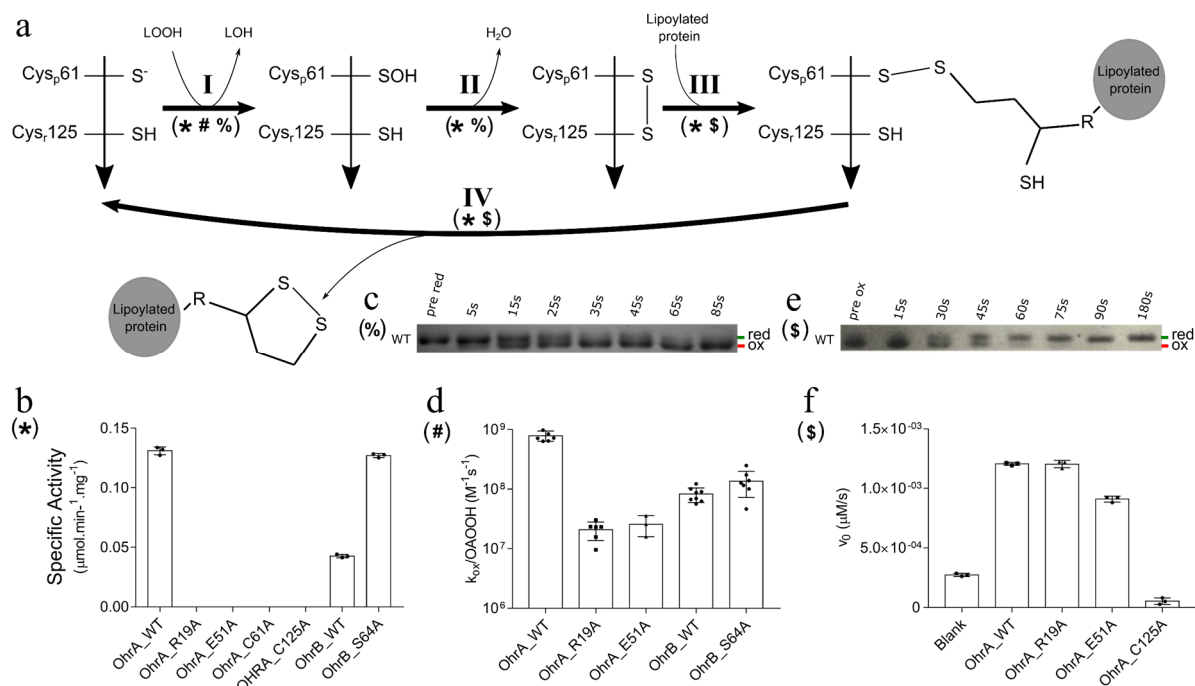 a
LOOH LOH
H2O
Lipoylated
protein
Cysp61 S-
I
Cysp61 SOH
II
Cysp61 S
III
Cysp61 S S
Lipoylated
protein
Cysr125 SH
(* # %)
Cysr125 SH
(* %)
Cysr125 S
(* $)
Cysr125 SH
R
SH
IV
(* $)
Lipoylated
protein
R
S
S
c
(%)
pre red 5s 15s 25s 35s 45s 65s 85s
WT
red
ox
e
($)
pre ox 15s 30s 45s 60s 75s 90s 180s
WT
red
ox
b
(*)
Specific Activity
(µmol.min-1.mg-1)
0.15
0.10
0.05
0.00
OhrA_WT
OhrA_R19A
OhrA_E51A
OhrA_C61A
OHRA_C125A
OhrB_WT
OhrB_S64A
d
(#)
kox/OAOOH (M-1s-1)
10^9
10^8
10^7
10^6
OhrA_WT
OhrA_R19A
OhrA_E51A
OhrB_WT
OhrB_S64A
f
($)
v0 (µM/s)
1.5×10-03
1.0×10-03
5.0×10-04
0
Blank
OhrA_WT
OhrA_R19A
OhrA_E51A
OhrA_C125A